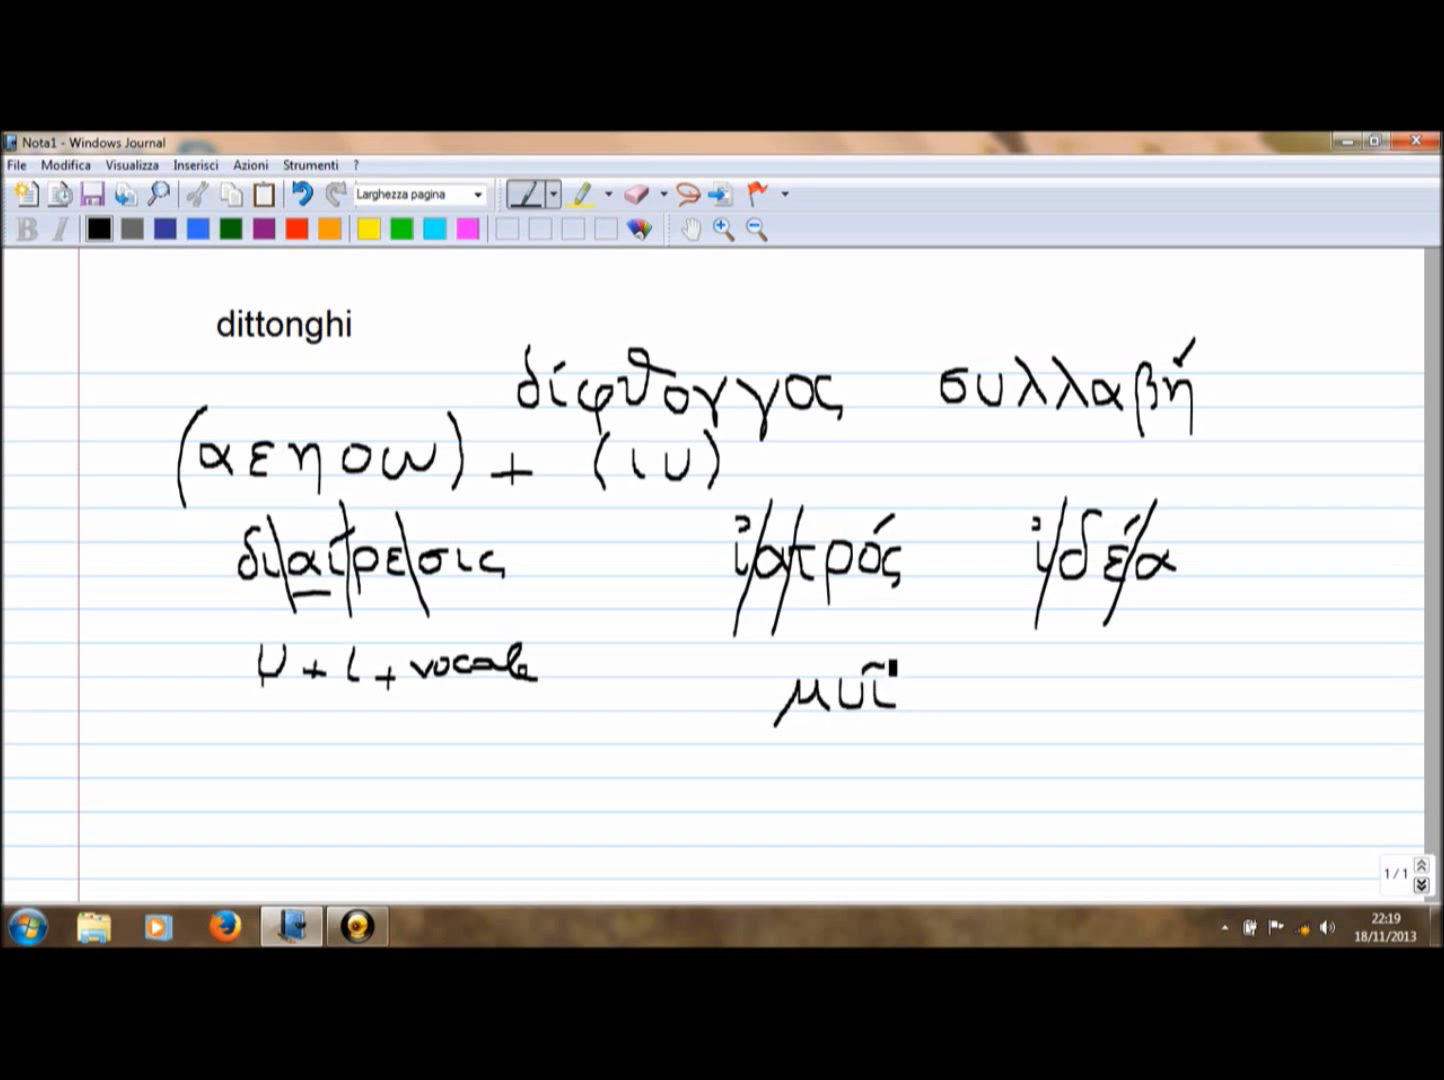 Nota1 - Windows Journal
File Modifica Visualizza Inserisci Azioni Strumenti ?
Larghezza pagina
B I
dittonghi
δίφθογγος συλλαβή
(α ε η ο ω) + (ι υ)
διαίρεσις ἰατρός ἰδέα
υ + ι + vocale μυῖ
1 / 1
22:19
18/11/2013